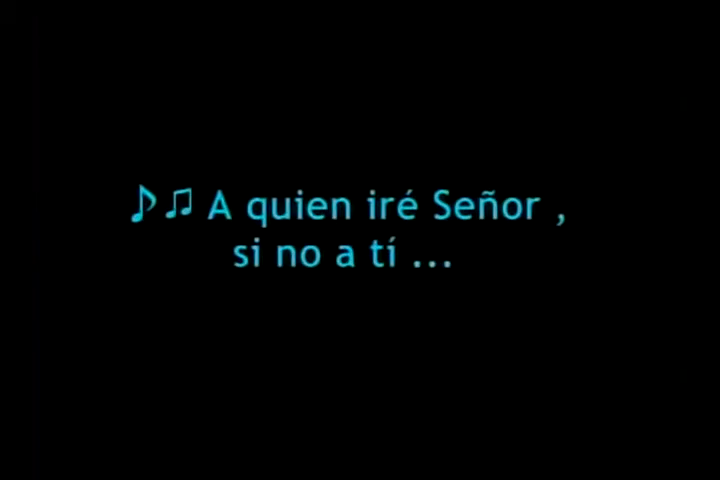 ♪♫ A quien iré Señor ,
si no a tí ...